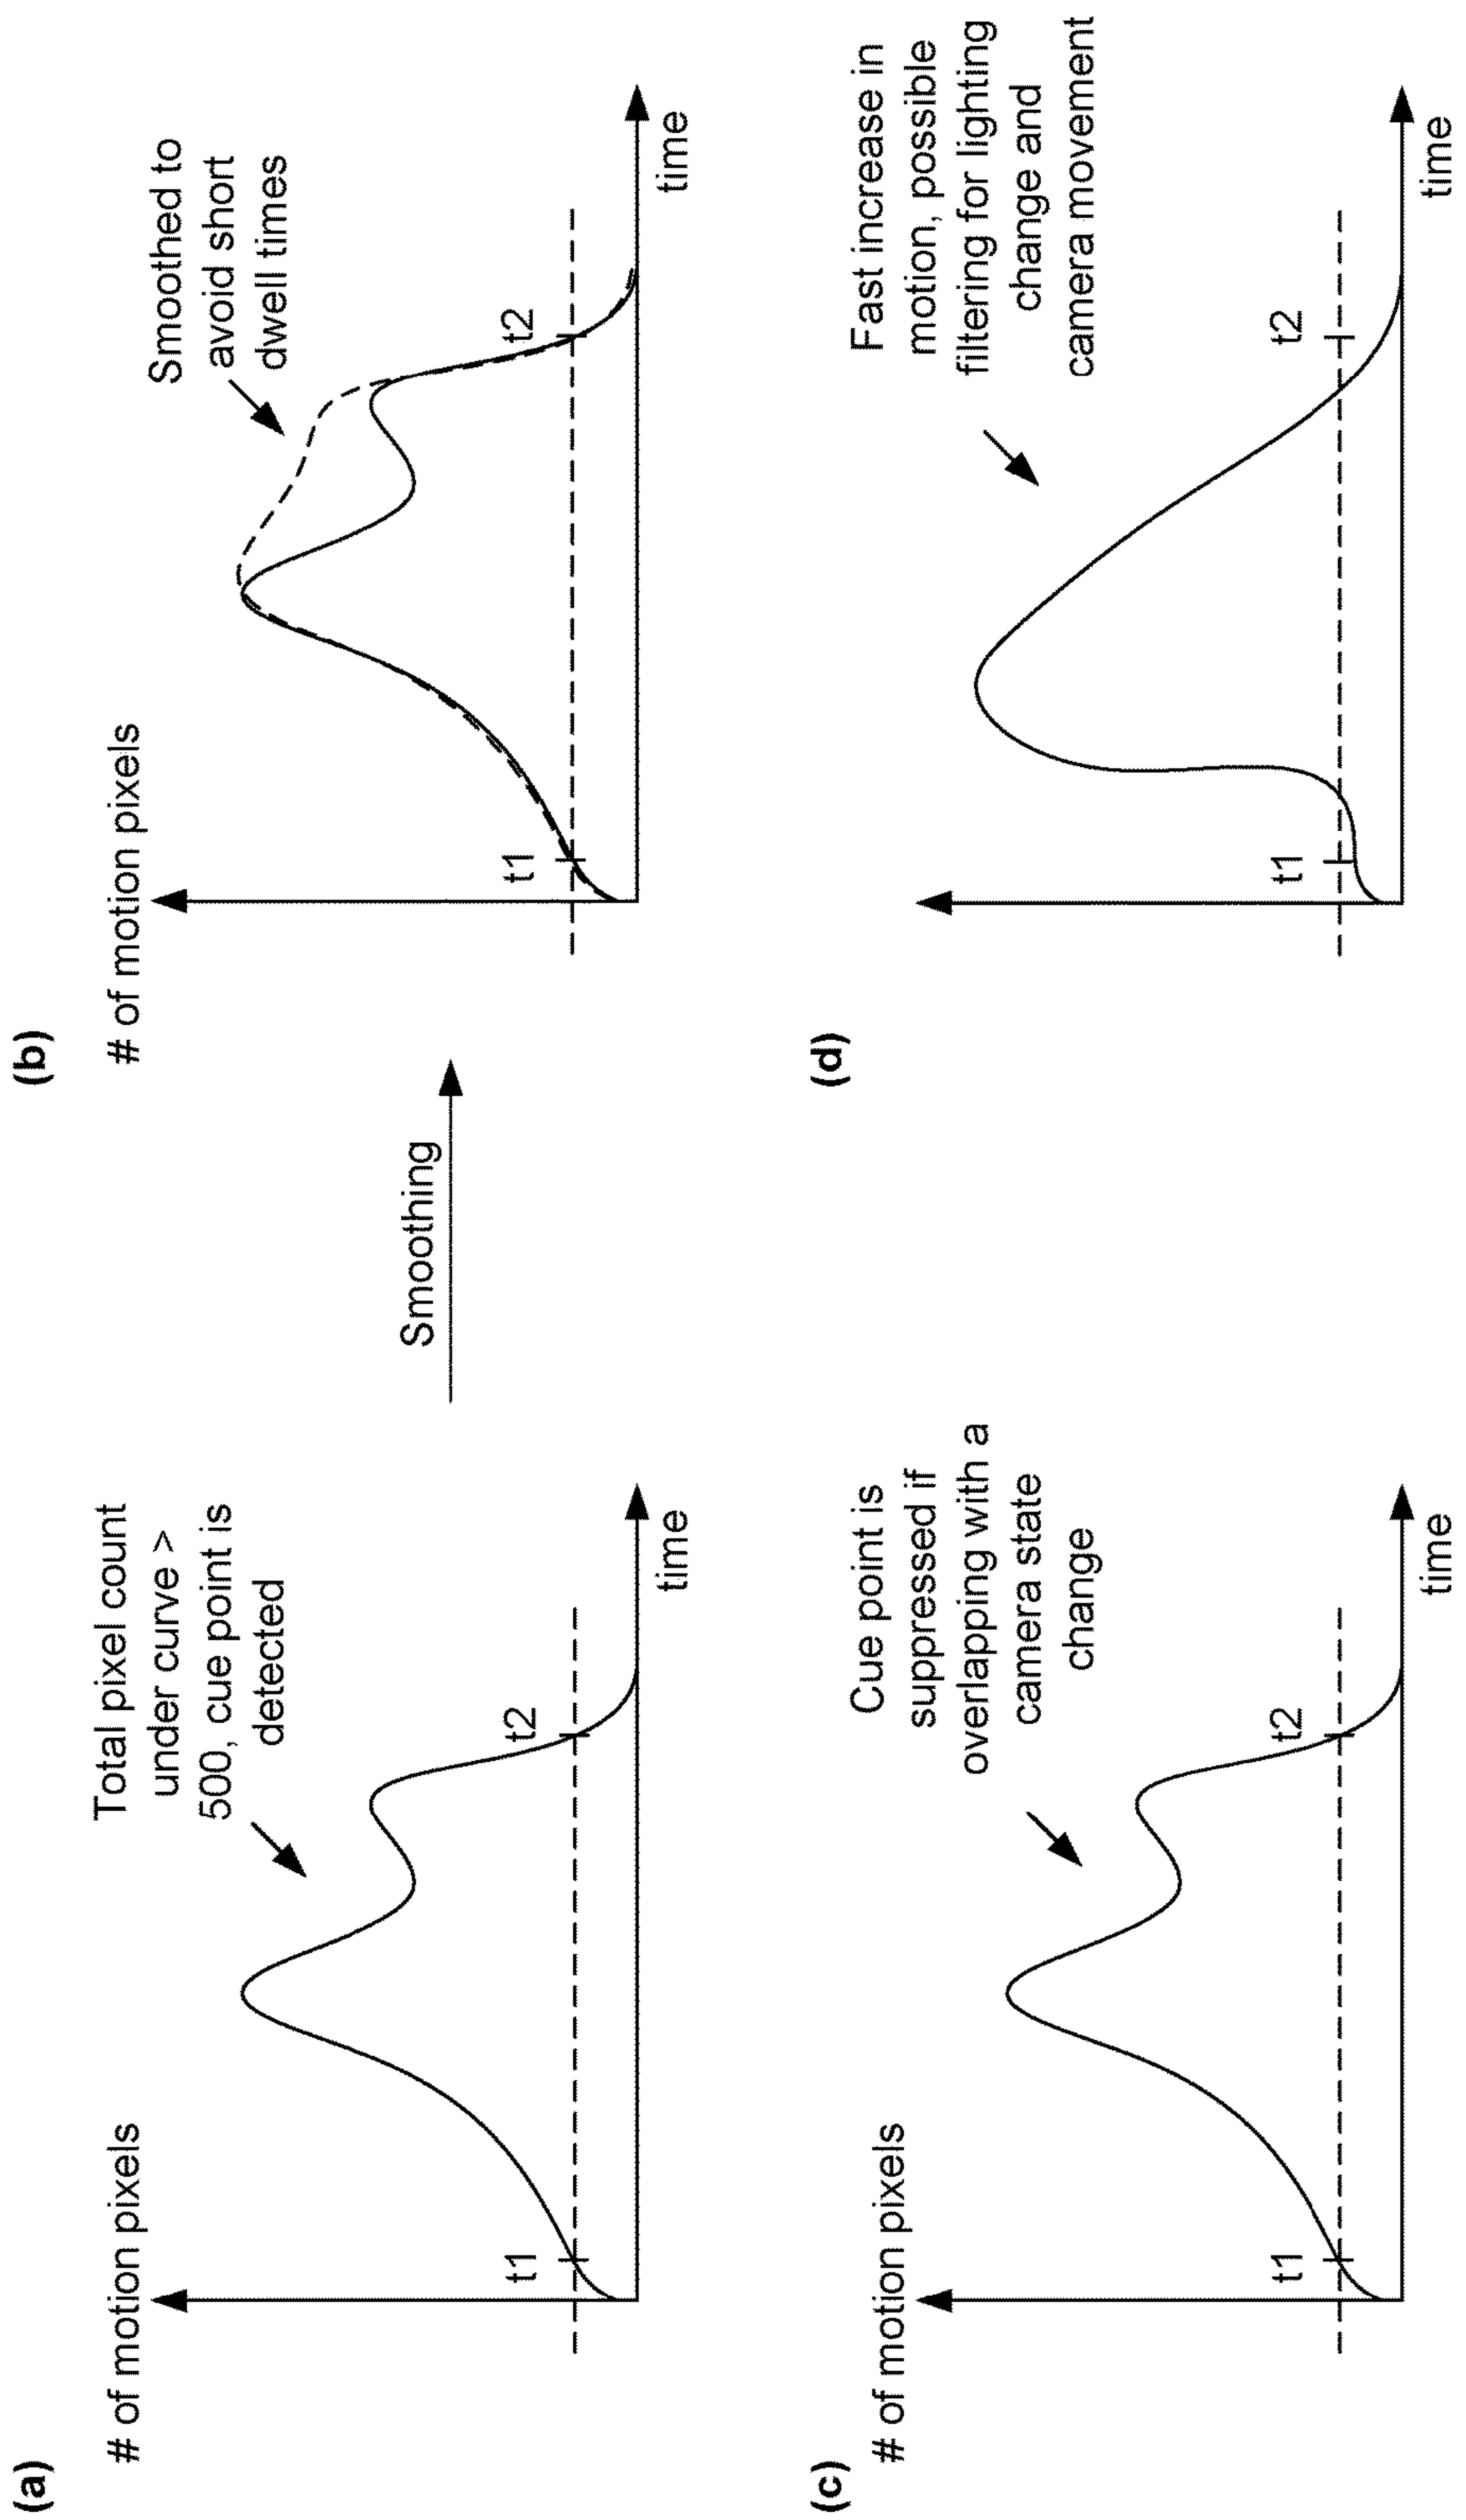 (a)
# of motion pixels
Total pixel count
under curve >
500, cue point is
detected
t1
t2
time
Smoothing
(b)
# of motion pixels
Smoothed to
avoid short
dwell times
t1
t2
time
(c)
# of motion pixels
Cue point is
suppressed if
overlapping with a
camera state
change
t1
t2
time
(d)
Fast increase in
motion, possible
filtering for lighting
change and
camera movement
t1
t2
time